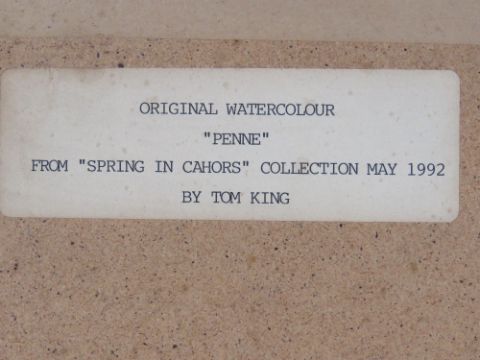 ORIGINAL WATERCOLOUR
"PENNE"
FROM "SPRING IN CAHORS" COLLECTION MAY 1992
BY TOM KING